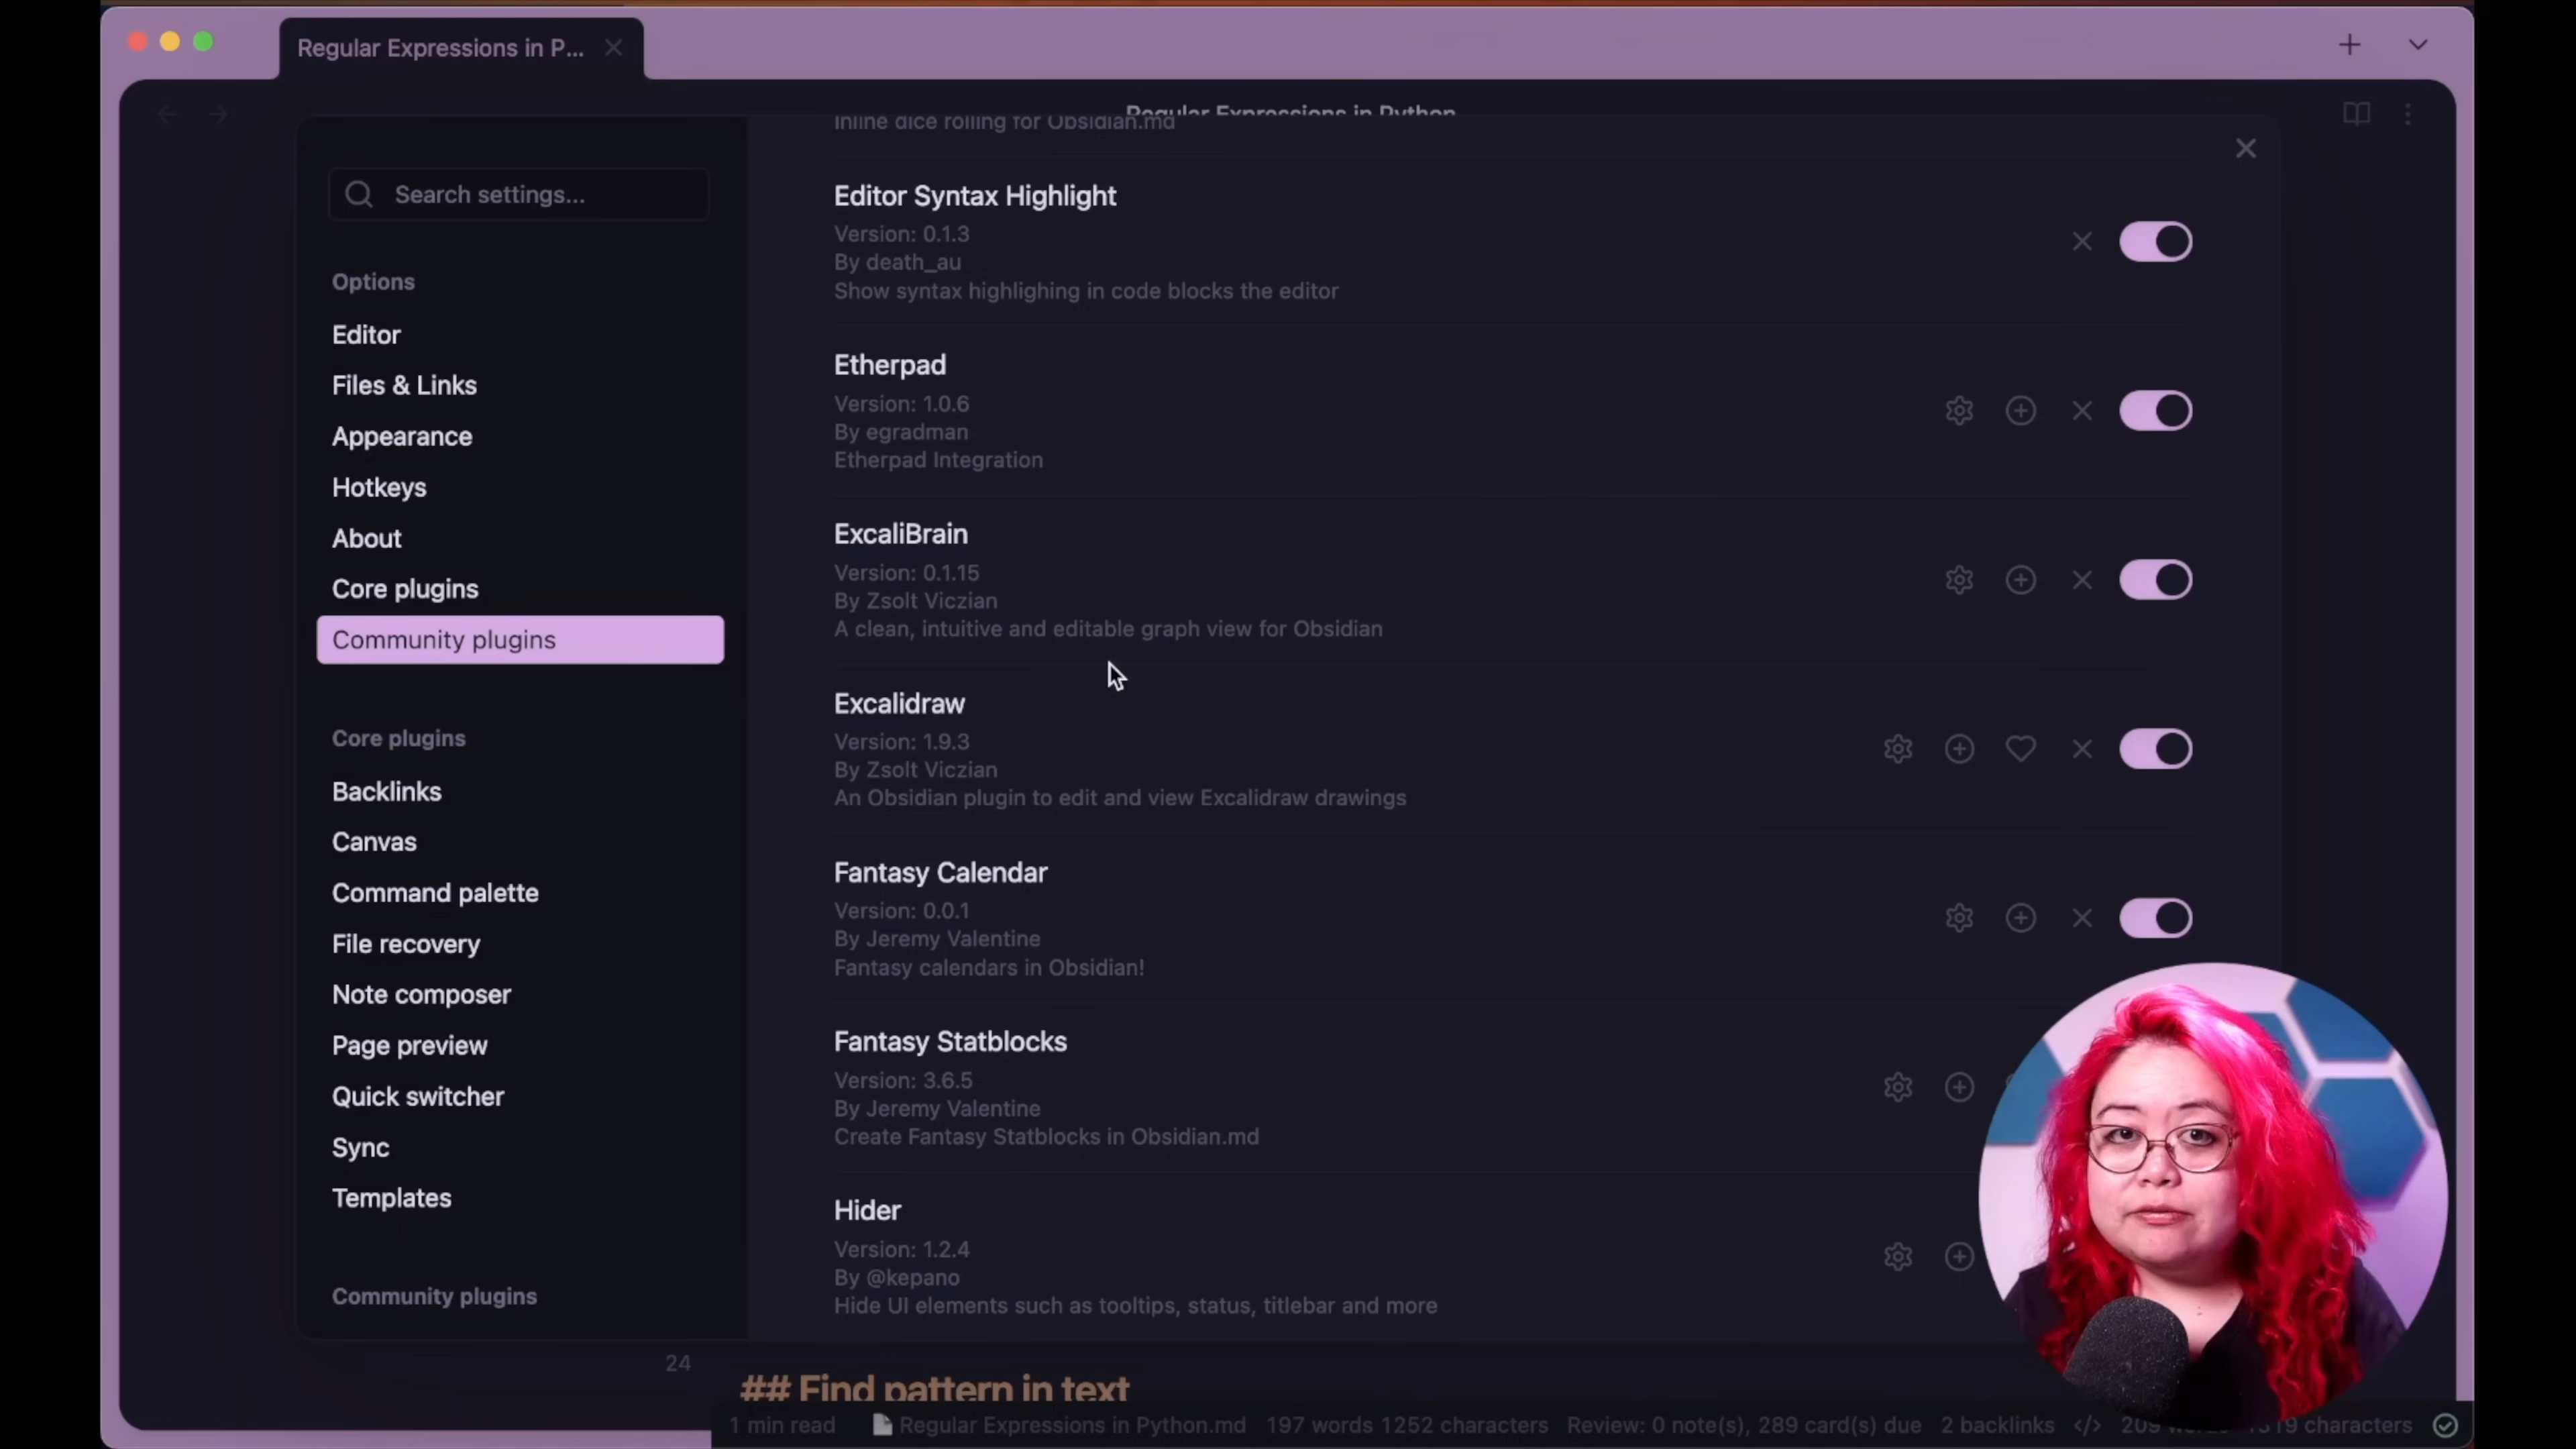 Regular Expressions in P...
Regular Expressions in Python
Search settings...
Options
Editor
Files & Links
Appearance
Hotkeys
About
Core plugins
Community plugins
Core plugins
Backlinks
Canvas
Command palette
File recovery
Note composer
Page preview
Quick switcher
Sync
Templates
Community plugins
Inline dice rolling for Obsidian.md
Editor Syntax Highlight
Version: 0.1.3
By death_au
Show syntax highlighing in code blocks the editor
Etherpad
Version: 1.0.6
By egradman
Etherpad Integration
ExcaliBrain
Version: 0.1.15
By Zsolt Viczian
A clean, intuitive and editable graph view for Obsidian
Excalidraw
Version: 1.9.3
By Zsolt Viczian
An Obsidian plugin to edit and view Excalidraw drawings
Fantasy Calendar
Version: 0.0.1
By Jeremy Valentine
Fantasy calendars in Obsidian!
Fantasy Statblocks
Version: 3.6.5
By Jeremy Valentine
Create Fantasy Statblocks in Obsidian.md
Hider
Version: 1.2.4
By @kepano
Hide UI elements such as tooltips, status, titlebar and more
24
## Find pattern in text
1 min read Regular Expressions in Python.md 197 words 1252 characters Review: 0 note(s), 289 card(s) due 2 backlinks </> 209 characters